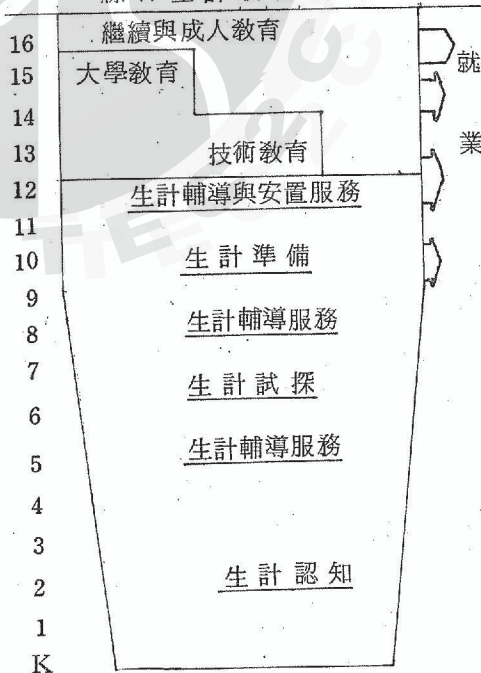 16 繼續與成人教育
就
15 大學教育
14
業
13 技術教育
12 生計輔導與安置服務
11
10 生計準備
9
8 生計輔導服務
7
生計試探
6
5 生計輔導服務
4
3
2 生計認知
1
K